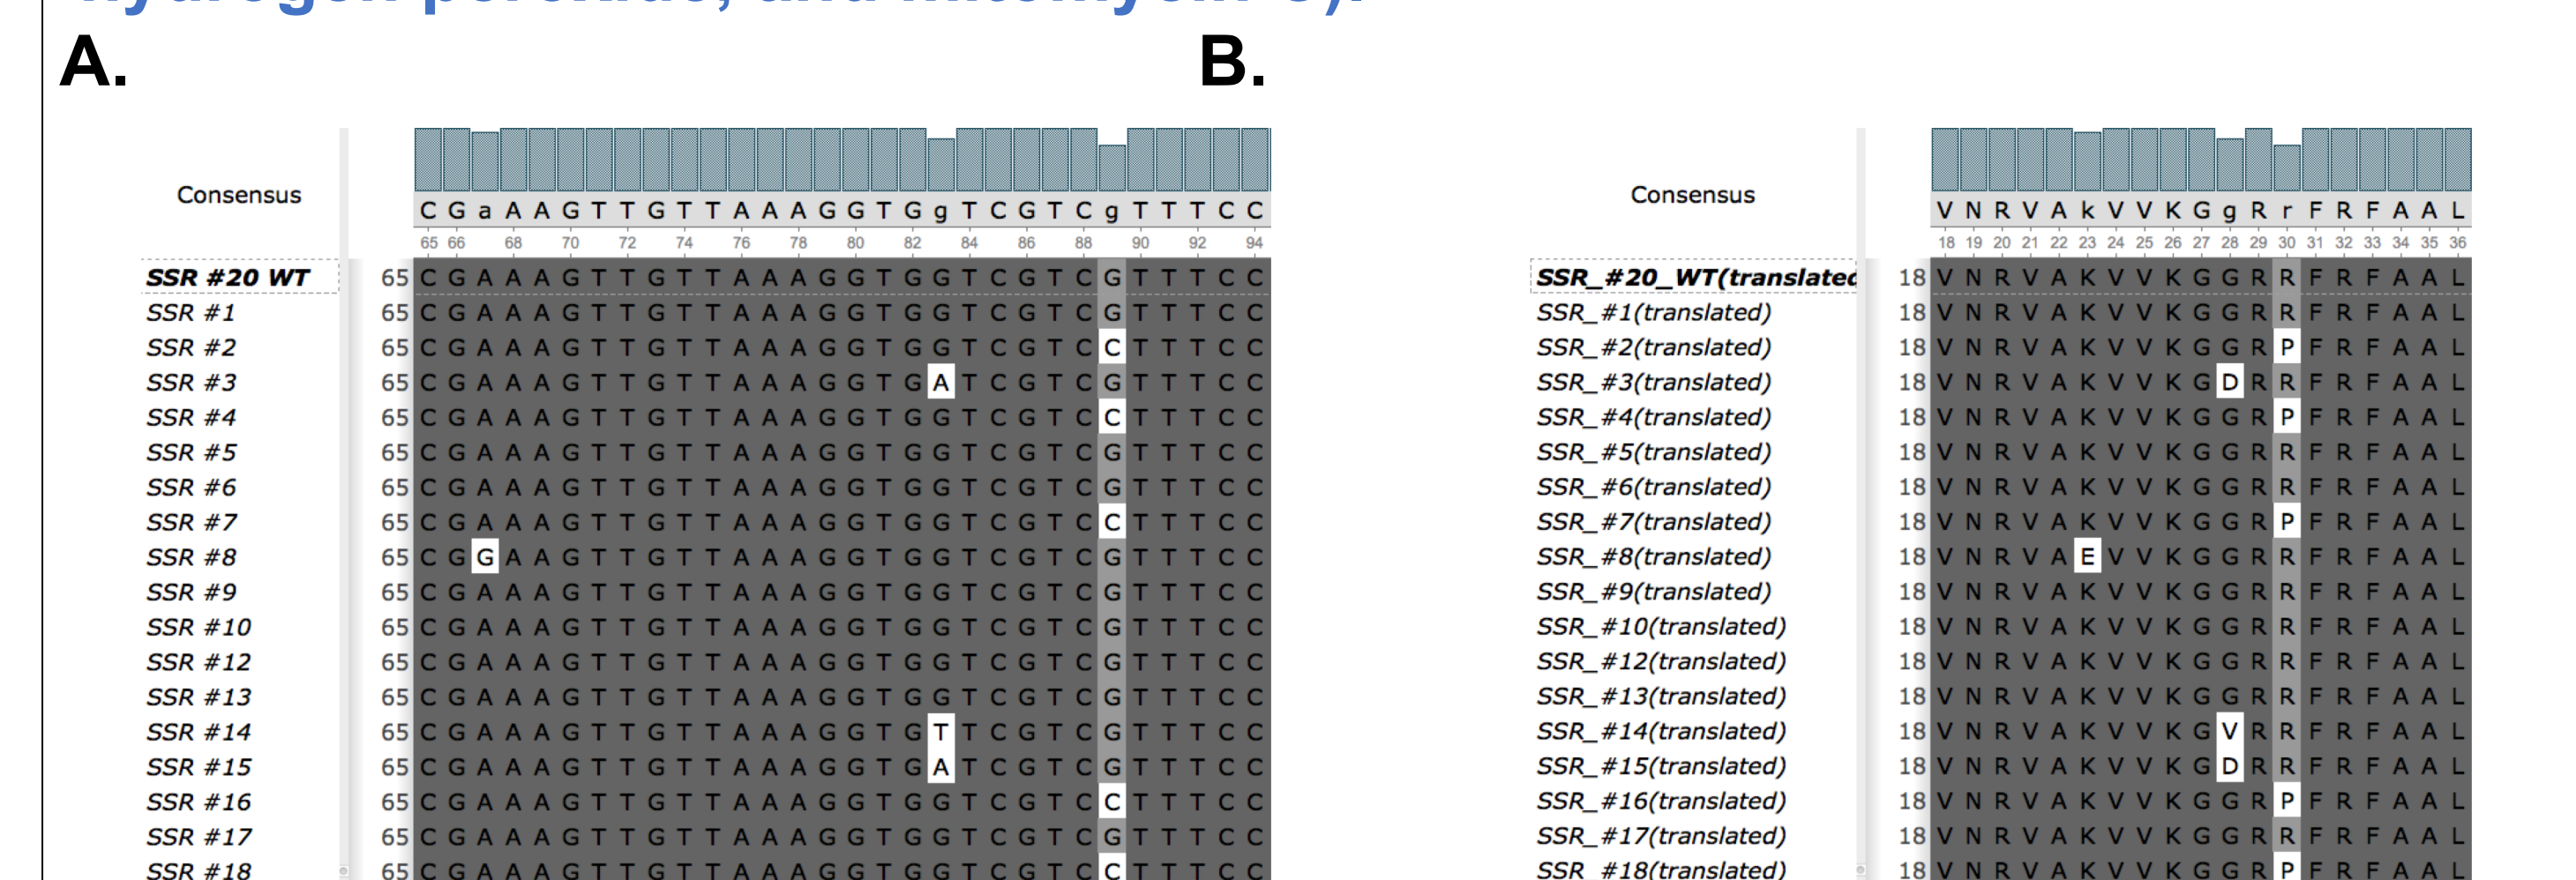 hydrogen peroxide, and mitomycin C).
A.
Consensus
C G a A A G T T G T T A A A G G T G g T C G T C g T T T C C
65 66 68 70 72 74 76 78 80 82 84 86 88 90 92 94
SSR #20 WT 65 C G A A A G T T G T T A A A G G T G G T C G T C G T T T C C
SSR #1 65 C G A A A G T T G T T A A A G G T G G T C G T C G T T T C C
SSR #2 65 C G A A A G T T G T T A A A G G T G G T C G T C C T T T C C
SSR #3 65 C G A A A G T T G T T A A A G G T G A T C G T C G T T T C C
SSR #4 65 C G A A A G T T G T T A A A G G T G G T C G T C C T T T C C
SSR #5 65 C G A A A G T T G T T A A A G G T G G T C G T C G T T T C C
SSR #6 65 C G A A A G T T G T T A A A G G T G G T C G T C G T T T C C
SSR #7 65 C G A A A G T T G T T A A A G G T G G T C G T C C T T T C C
SSR #8 65 C G G A A G T T G T T A A A G G T G G T C G T C G T T T C C
SSR #9 65 C G A A A G T T G T T A A A G G T G G T C G T C G T T T C C
SSR #10 65 C G A A A G T T G T T A A A G G T G G T C G T C G T T T C C
SSR #12 65 C G A A A G T T G T T A A A G G T G G T C G T C G T T T C C
SSR #13 65 C G A A A G T T G T T A A A G G T G G T C G T C G T T T C C
SSR #14 65 C G A A A G T T G T T A A A G G T G T T C G T C G T T T C C
SSR #15 65 C G A A A G T T G T T A A A G G T G A T C G T C G T T T C C
SSR #16 65 C G A A A G T T G T T A A A G G T G G T C G T C C T T T C C
SSR #17 65 C G A A A G T T G T T A A A G G T G G T C G T C G T T T C C
SSR #18 65 C G A A A G T T G T T A A A G G T G G T C G T C C T T T C C
B.
Consensus
V N R V A k V V K G g R r F R F A A L
18 19 20 21 22 23 24 25 26 27 28 29 30 31 32 33 34 35 36
SSR_#20_WT(translated 18 V N R V A K V V K G G R R F R F A A L
SSR_#1(translated) 18 V N R V A K V V K G G R R F R F A A L
SSR_#2(translated) 18 V N R V A K V V K G G R P F R F A A L
SSR_#3(translated) 18 V N R V A K V V K G D R R F R F A A L
SSR_#4(translated) 18 V N R V A K V V K G G R P F R F A A L
SSR_#5(translated) 18 V N R V A K V V K G G R R F R F A A L
SSR_#6(translated) 18 V N R V A K V V K G G R R F R F A A L
SSR_#7(translated) 18 V N R V A K V V K G G R P F R F A A L
SSR_#8(translated) 18 V N R V A E V V K G G R R F R F A A L
SSR_#9(translated) 18 V N R V A K V V K G G R R F R F A A L
SSR_#10(translated) 18 V N R V A K V V K G G R R F R F A A L
SSR_#12(translated) 18 V N R V A K V V K G G R R F R F A A L
SSR_#13(translated) 18 V N R V A K V V K G G R R F R F A A L
SSR_#14(translated) 18 V N R V A K V V K G V R R F R F A A L
SSR_#15(translated) 18 V N R V A K V V K G D R R F R F A A L
SSR_#16(translated) 18 V N R V A K V V K G G R P F R F A A L
SSR_#17(translated) 18 V N R V A K V V K G G R R F R F A A L
SSR_#18(translated) 18 V N R V A K V V K G G R P F R F A A L